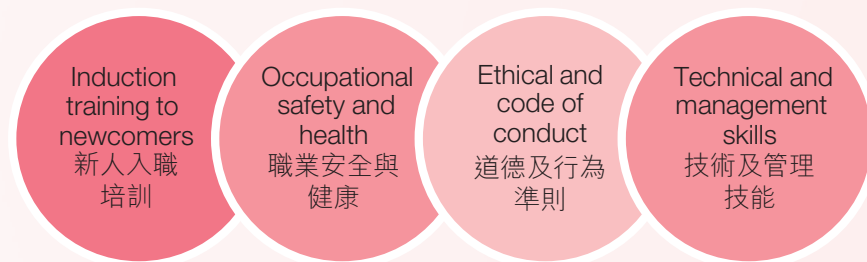 Induction
training to
newcomers
新人入職
培訓
Occupational
safety and
health
職業安全與
健康
Ethical and
code of
conduct
道德及行為
準則
Technical and
management
skills
技術及管理
技能